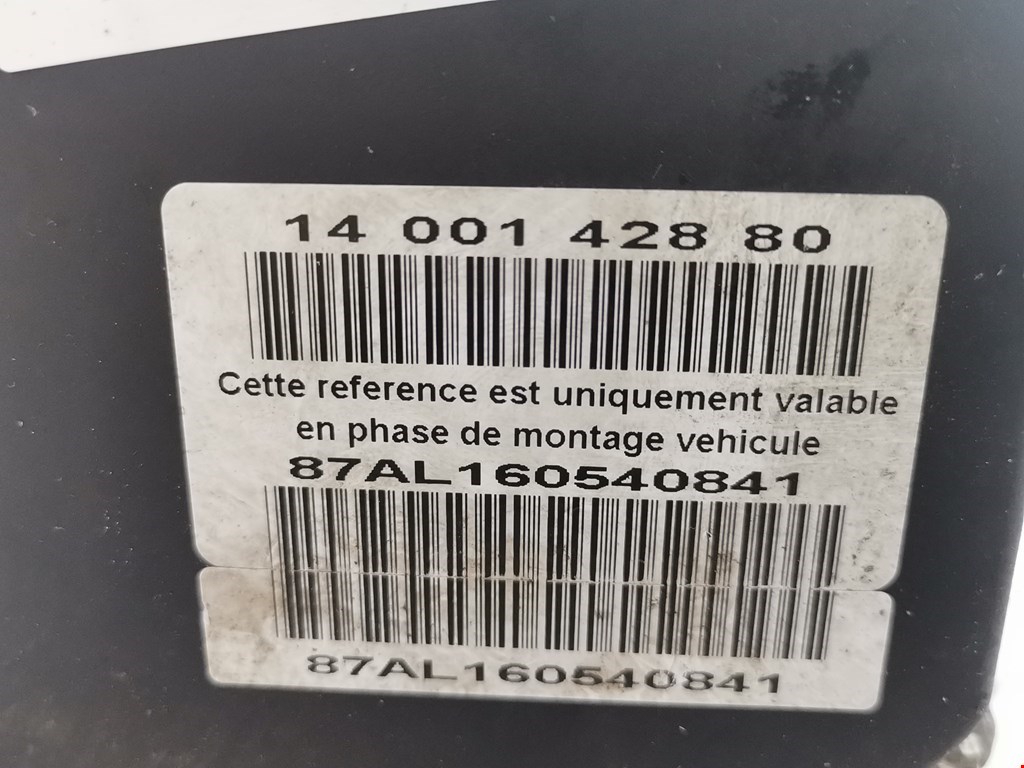 14 001 428 80
Cette reference est uniquement valable
en phase de montage vehicule
87AL160540841
87AL160540841